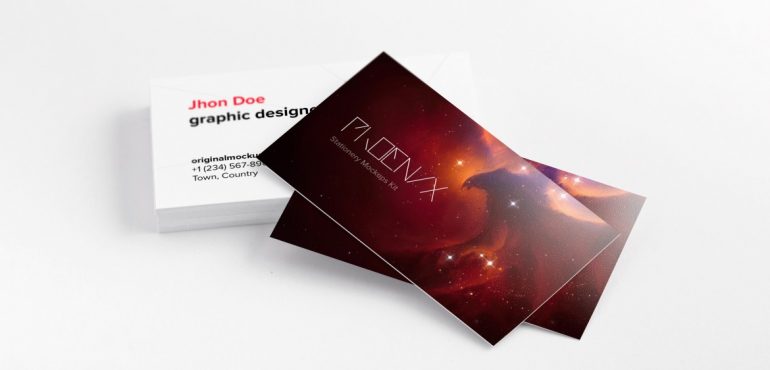 Jhon Doe
graphic designe
originalmocku
+1 (234) 567-89
Town, Country
PHOENIX
Stationery Mockups Kit